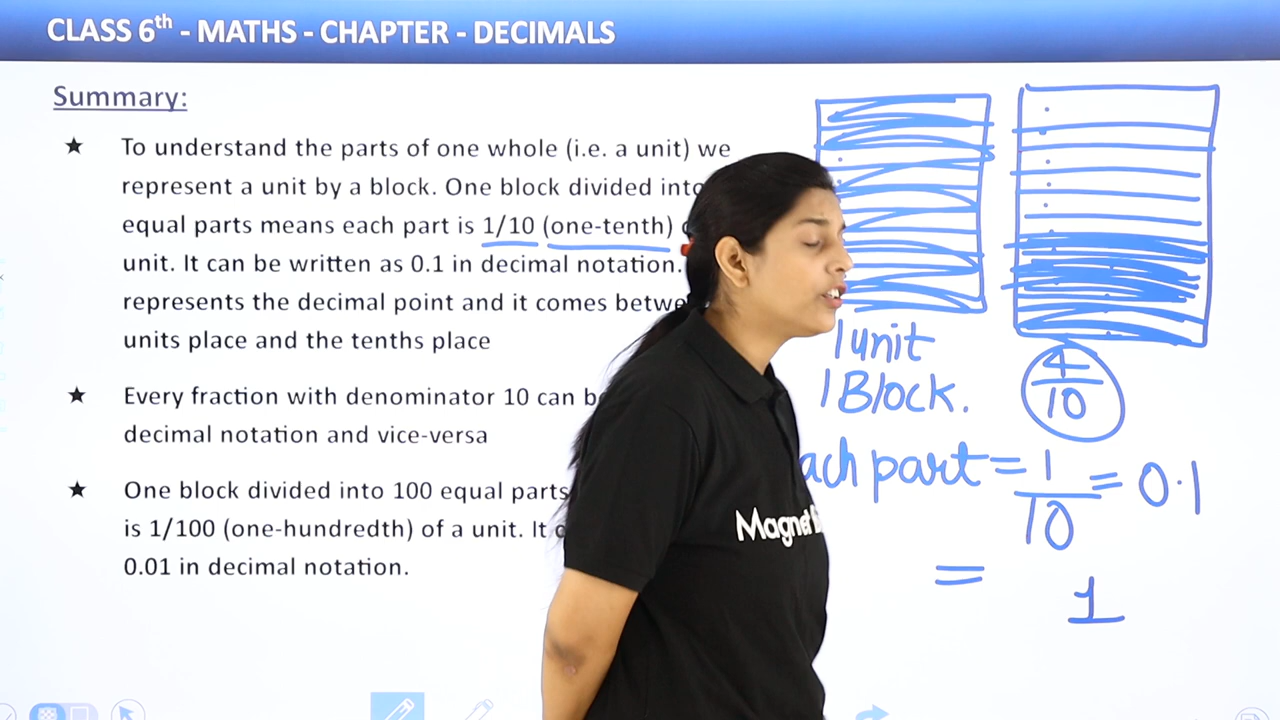 CLASS 6th - MATHS - CHAPTER - DECIMALS
Summary:
★ To understand the parts of one whole (i.e. a unit) we
represent a unit by a block. One block divided into
equal parts means each part is 1/10 (one-tenth)
unit. It can be written as 0.1 in decimal notation.
represents the decimal point and it comes
units place and the tenths place
★ Every fraction with denominator 10 can
decimal notation and vice-versa
★ One block divided into 100 equal parts
is 1/100 (one-hundredth) of a unit. It
0.01 in decimal notation.
1 unit
1 Block.
4/10
part = 1/10 = 0.1
= 1